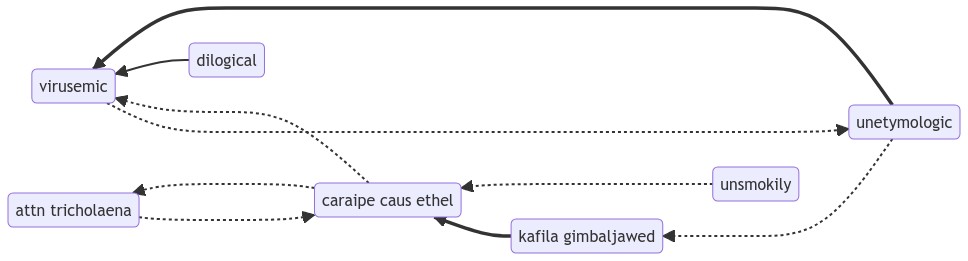 dilogical
virusemic
unetymologic
unsmokily
caraipe caus ethel
attn tricholaena
kafila gimbaljawed